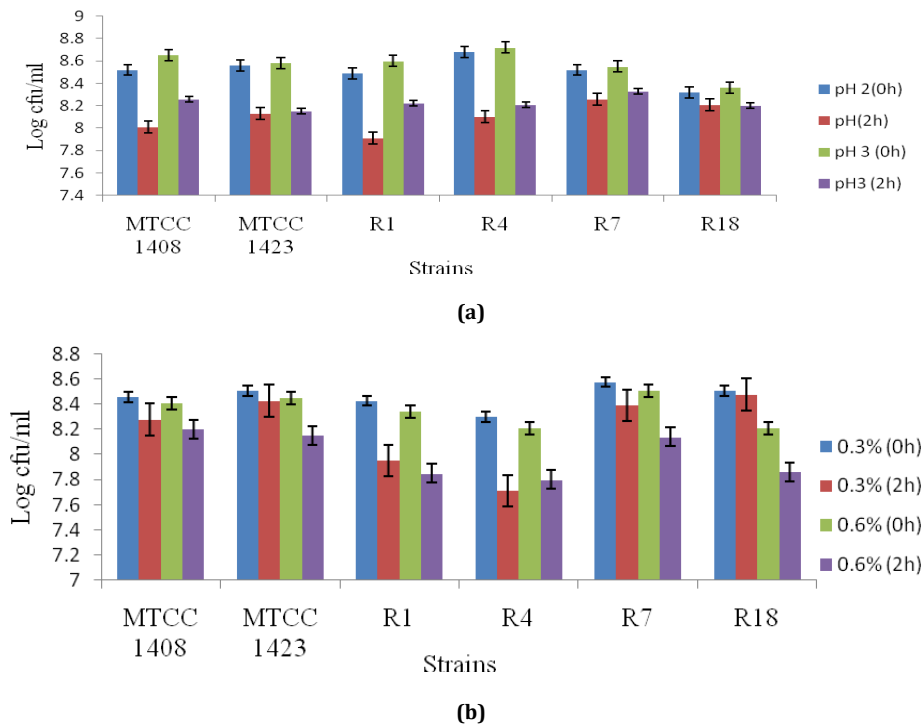 9
8.8
8.6
8.4
8.2
8
7.8
7.6
7.4
Log cfu/ml
MTCC 1408
MTCC 1423
R1
R4
R7
R18
Strains
pH 2(0h)
pH(2h)
pH 3 (0h)
pH3 (2h)
(a)
8.8
8.6
8.4
8.2
8
7.8
7.6
7.4
7.2
7
Log cfu/ml
MTCC 1408
MTCC 1423
R1
R4
R7
R18
Strains
0.3% (0h)
0.3% (2h)
0.6% (0h)
0.6% (2h)
(b)